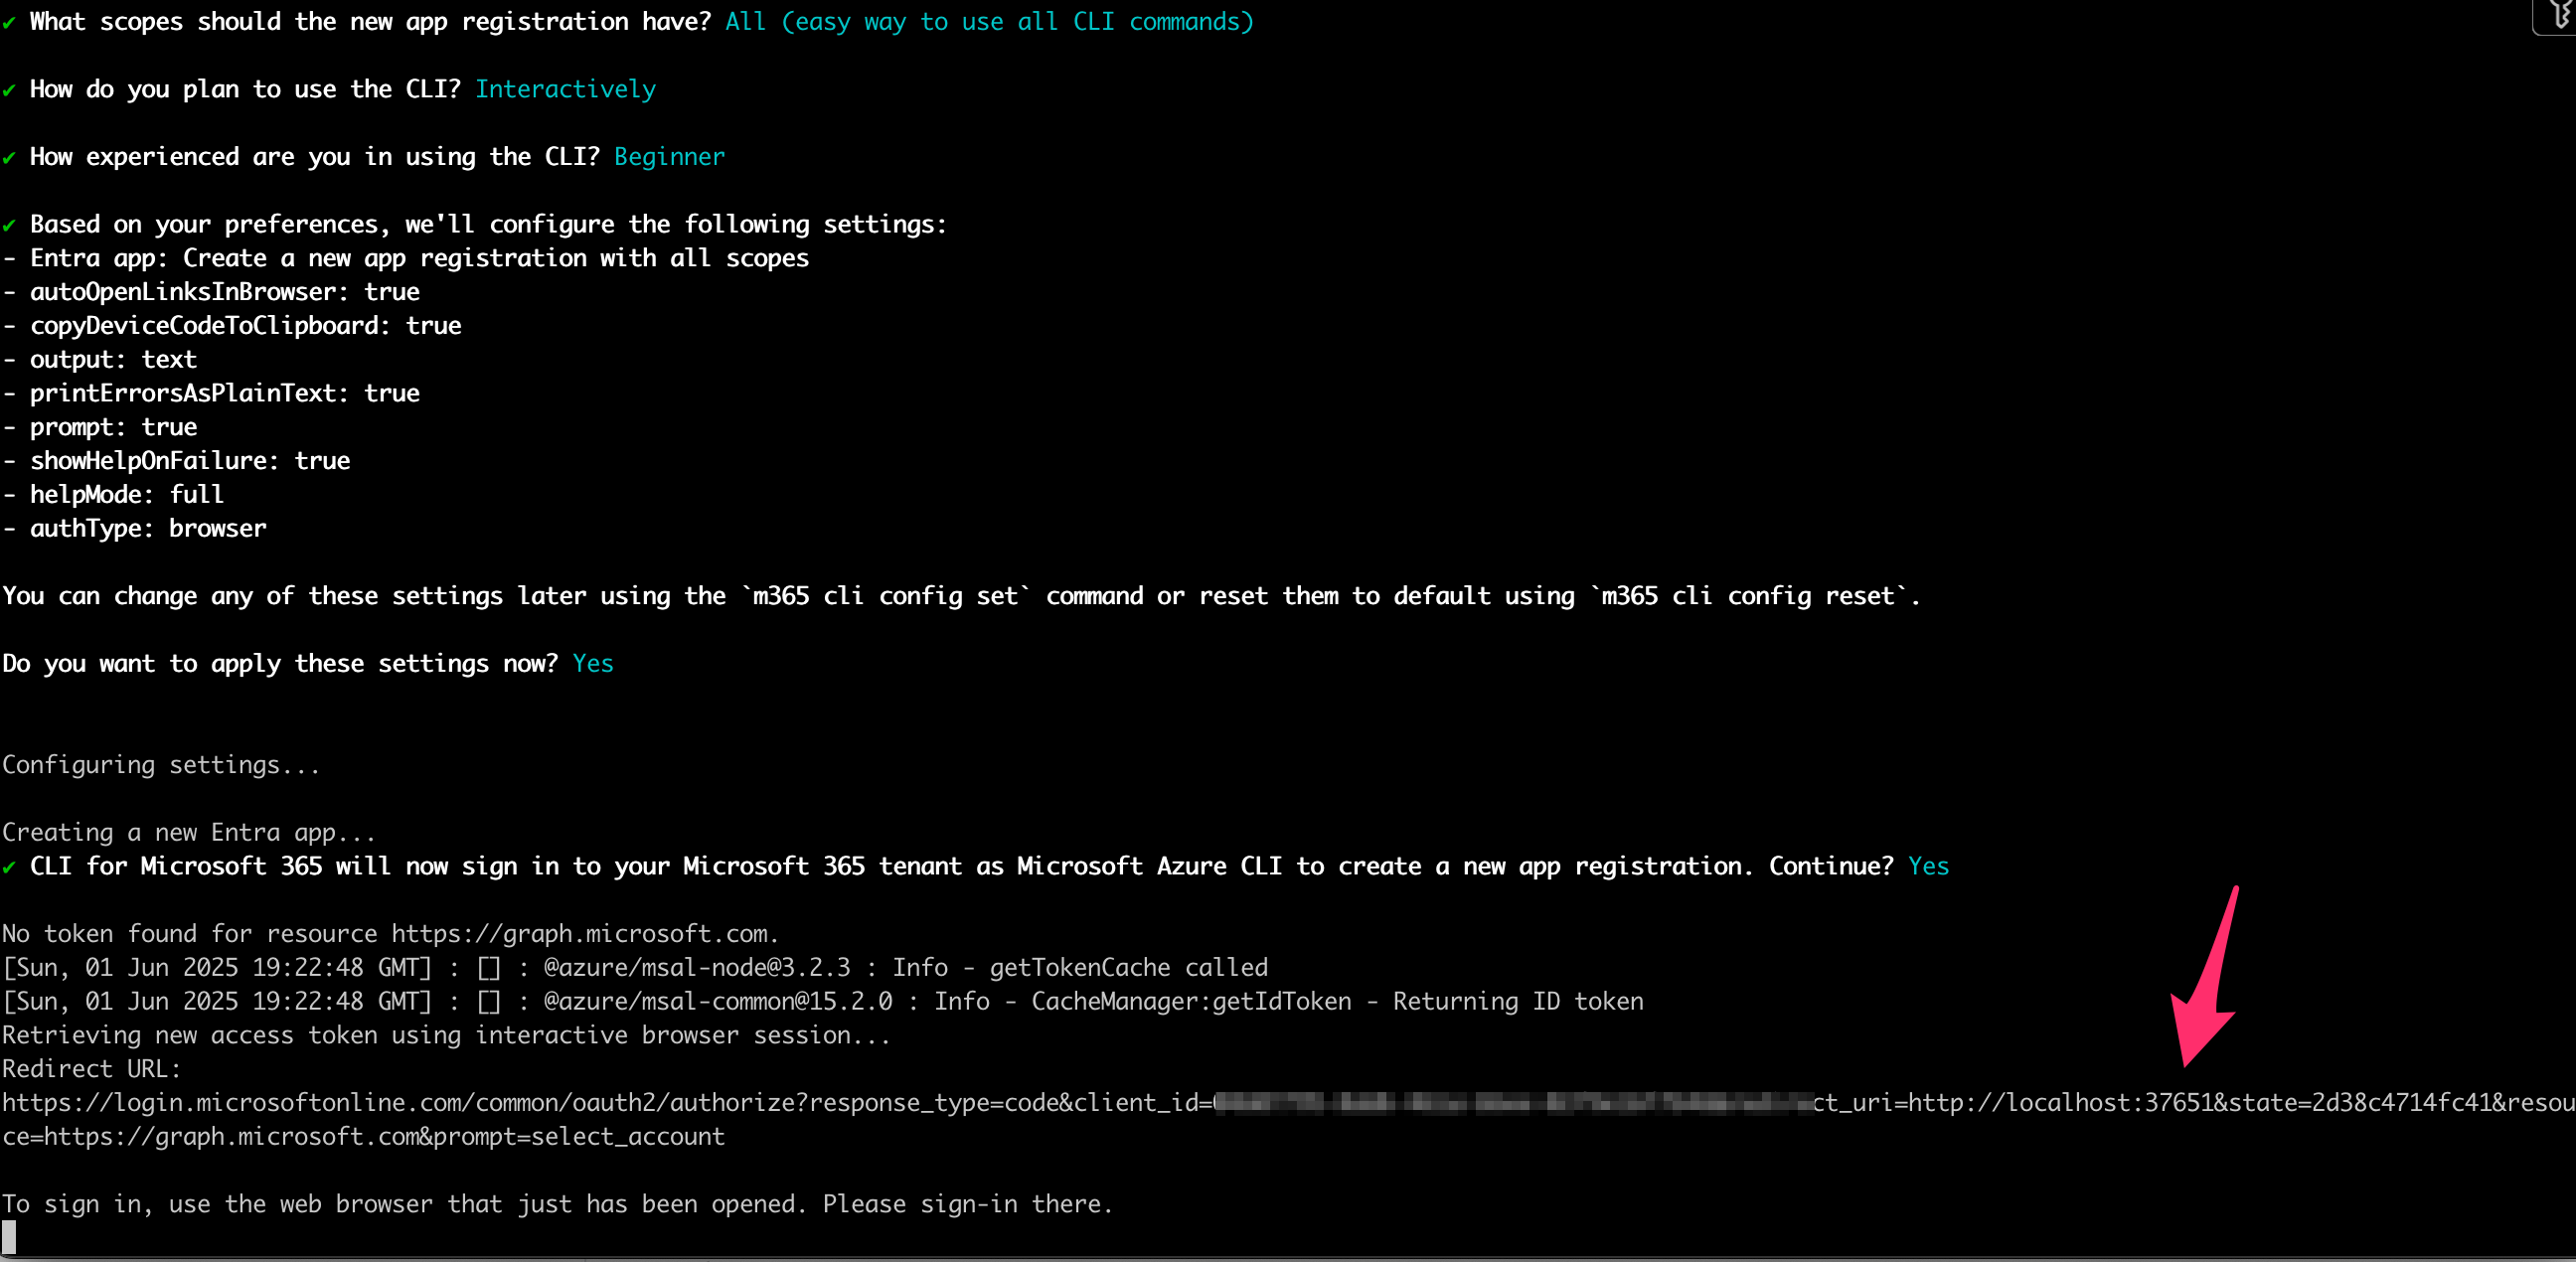 ✔ What scopes should the new app registration have? All (easy way to use all CLI commands)
✔ How do you plan to use the CLI? Interactively
✔ How experienced are you in using the CLI? Beginner
✔ Based on your preferences, we'll configure the following settings:
- Entra app: Create a new app registration with all scopes
- autoOpenLinksInBrowser: true
- copyDeviceCodeToClipboard: true
- output: text
- printErrorsAsPlainText: true
- prompt: true
- showHelpOnFailure: true
- helpMode: full
- authType: browser
You can change any of these settings later using the `m365 cli config set` command or reset them to default using `m365 cli config reset`.
Do you want to apply these settings now? Yes
Configuring settings...
Creating a new Entra app...
✔ CLI for Microsoft 365 will now sign in to your Microsoft 365 tenant as Microsoft Azure CLI to create a new app registration. Continue? Yes
No token found for resource https://graph.microsoft.com.
[Sun, 01 Jun 2025 19:22:48 GMT] : [] : @azure/msal-node@3.2.3 : Info - getTokenCache called
[Sun, 01 Jun 2025 19:22:48 GMT] : [] : @azure/msal-common@15.2.0 : Info - CacheManager:getIdToken - Returning ID token
Retrieving new access token using interactive browser session...
Redirect URL:
https://login.microsoftonline.com/common/oauth2/authorize?response_type=code&client_id= ct_uri=http://localhost:37651&state=2d38c4714fc41&resou
ce=https://graph.microsoft.com&prompt=select_account
To sign in, use the web browser that just has been opened. Please sign-in there.